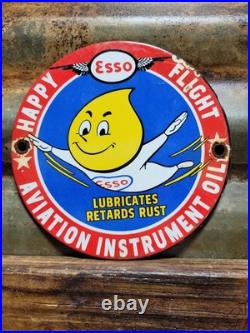 HAPPY FLIGHT
Esso
ESSO
LUBRICATES
RETARDS RUST
AVIATION INSTRUMENT OIL